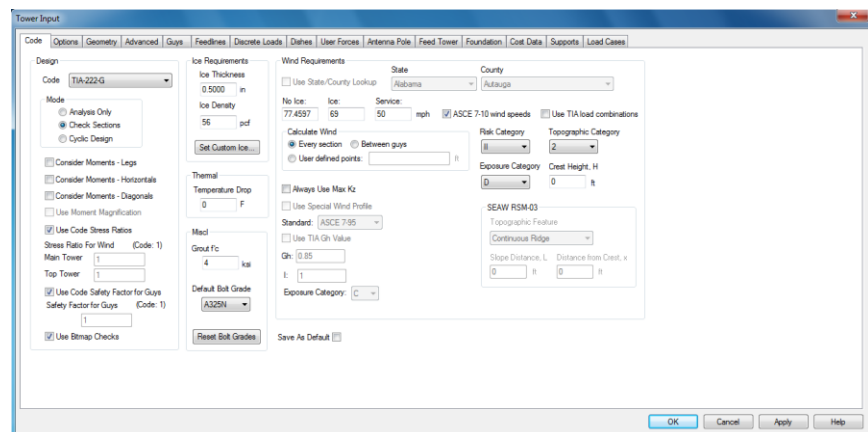 Tower Input
Code Options Geometry Advanced Guys Feedlines Discrete Loads Dishes User Forces Antenna Pole Feed Tower Foundation Cost Data Supports Load Cases
Design
Code TIA-222-G
Mode
Analysis Only
Check Sections
Cyclic Design
Consider Moments - Legs
Consider Moments - Horizontals
Consider Moments - Diagonals
Use Moment Magnification
Use Code Stress Ratios
Stress Ratio For Wind (Code: 1)
Main Tower 1
Top Tower 1
Use Code Safety Factor for Guys
Safety Factor for Guys (Code: 1)
1
Use Bitmap Checks
Ice Requirements
Ice Thickness
0.5000 in
Ice Density
56 pcf
Set Custom Ice...
Thermal
Temperature Drop
0 F
Miscl
Grout f'c
4 ksi
Default Bolt Grade
A325N
Reset Bolt Grades
Wind Requirements
State County
Use State/County Lookup Alabama Autauga
No Ice: Ice: Service:
77.4597 69 50 mph ASCE 7-10 wind speeds Use TIA load combinations
Calculate Wind
Every section Between guys
User defined points: ft
Risk Category Topographic Category
II 2
Exposure Category Crest Height, H
D 0 ft
Always Use Max Kz
Use Special Wind Profile
Standard: ASCE 7-95
Use TIA Gh Value
Gh: 0.85
I: 1
Exposure Category: C
SEAW RSM-03
Topographic Feature
Continuous Ridge
Slope Distance, L Distance from Crest, x
0 ft 0 ft
Save As Default
OK Cancel Apply Help